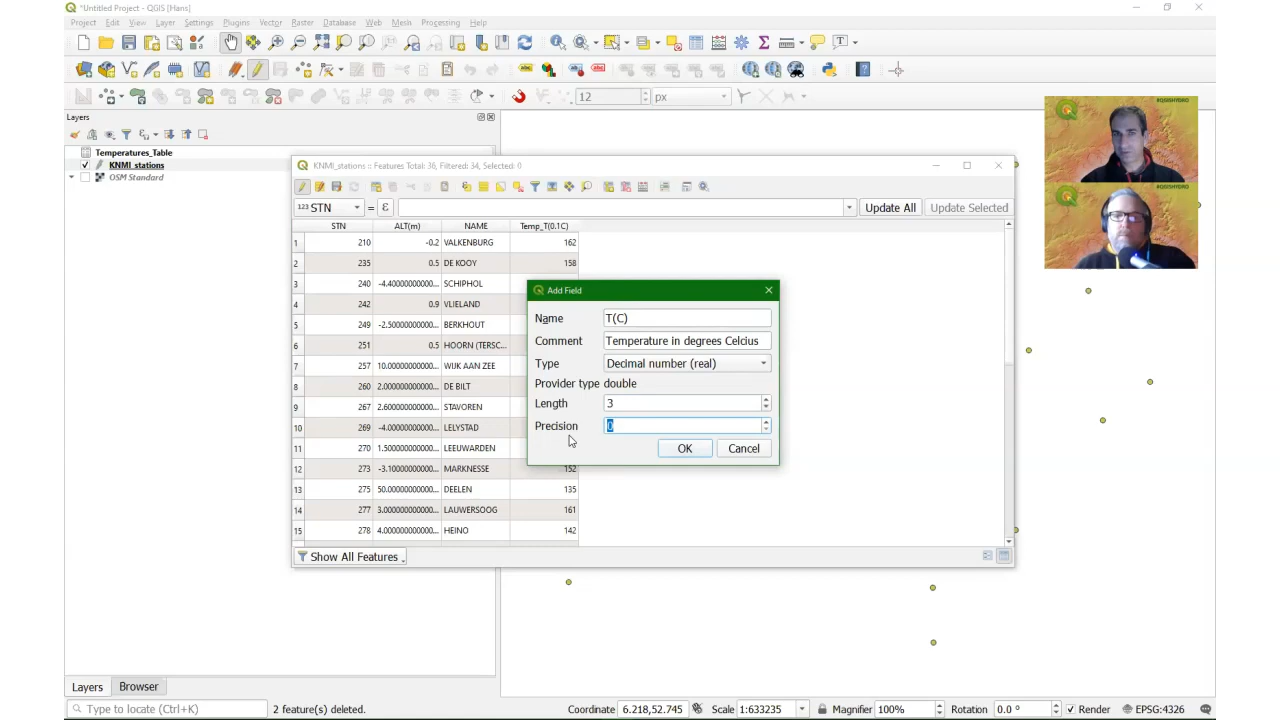 *Untitled Project - QGIS [Hans]
Project Edit View Layer Settings Plugins Vector Raster Database Web Mesh Processing Help
12 px
Layers
Temperatures_Table
KNMI_stations
OSM Standard
KNMI_stations :: Features Total: 36, Filtered: 34, Selected: 0
123 STN = ε Update All Update Selected
STN ALT(m) NAME Temp_T(0.1C)
1 210 -0.2 VALKENBURG 162
2 235 0.5 DE KOOY 158
3 240 -4.40000000000... SCHIPHOL
4 242 0.9 VLIELAND
5 249 -2.50000000000... BERKHOUT
6 251 0.5 HOORN (TERSC...
7 257 10.0000000000... WIJK AAN ZEE
8 260 2.00000000000... DE BILT
9 267 2.60000000000... STAVOREN
10 269 -4.00000000000... LELYSTAD
11 270 1.50000000000... LEEUWARDEN
12 273 -3.10000000000... MARKNESSE 152
13 275 50.0000000000... DEELEN 135
14 277 3.00000000000... LAUWERSOOG 161
15 278 4.00000000000... HEINO 142
Show All Features
Add Field
Name T(C)
Comment Temperature in degrees Celcius
Type Decimal number (real)
Provider type double
Length 3
Precision 0
OK Cancel
#QGISHYDRO
#QGISHYDRO
Layers Browser
Type to locate (Ctrl+K) 2 feature(s) deleted. Coordinate 6.218,52.745 Scale 1:633235 Magnifier 100% Rotation 0.0 ° Render EPSG:4326